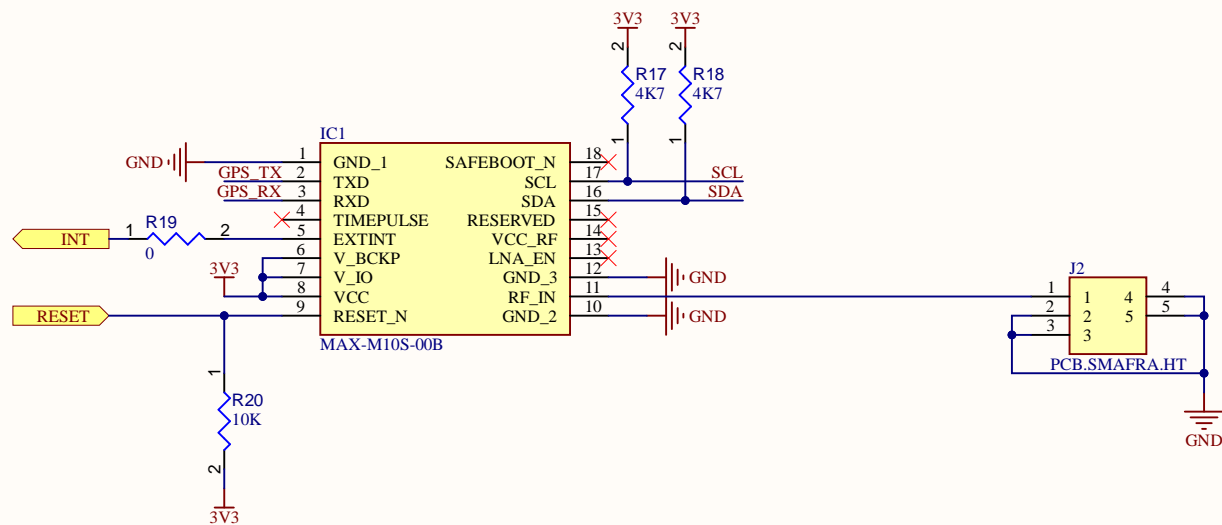 3V3 3V3
2 2
R17 R18
4K7 4K7
1 1
IC1
GND 1 GND_1 SAFEBOOT_N 18
GPS_TX 2 TXD SCL 17 SCL
GPS_RX 3 RXD SDA 16 SDA
4 TIMEPULSE RESERVED 15
INT 1 R19 2 5 EXTINT VCC_RF 14
0
6 V_BCKP LNA_EN 13
3V3 7 V_IO GND_3 12 GND
8 VCC RF_IN 11
RESET 9 RESET_N GND_2 10 GND
MAX-M10S-00B
J2
1 1 4 4
2 2 5 5
3 3
PCB.SMAFRA.HT
GND
1
R20
10K
2
3V3